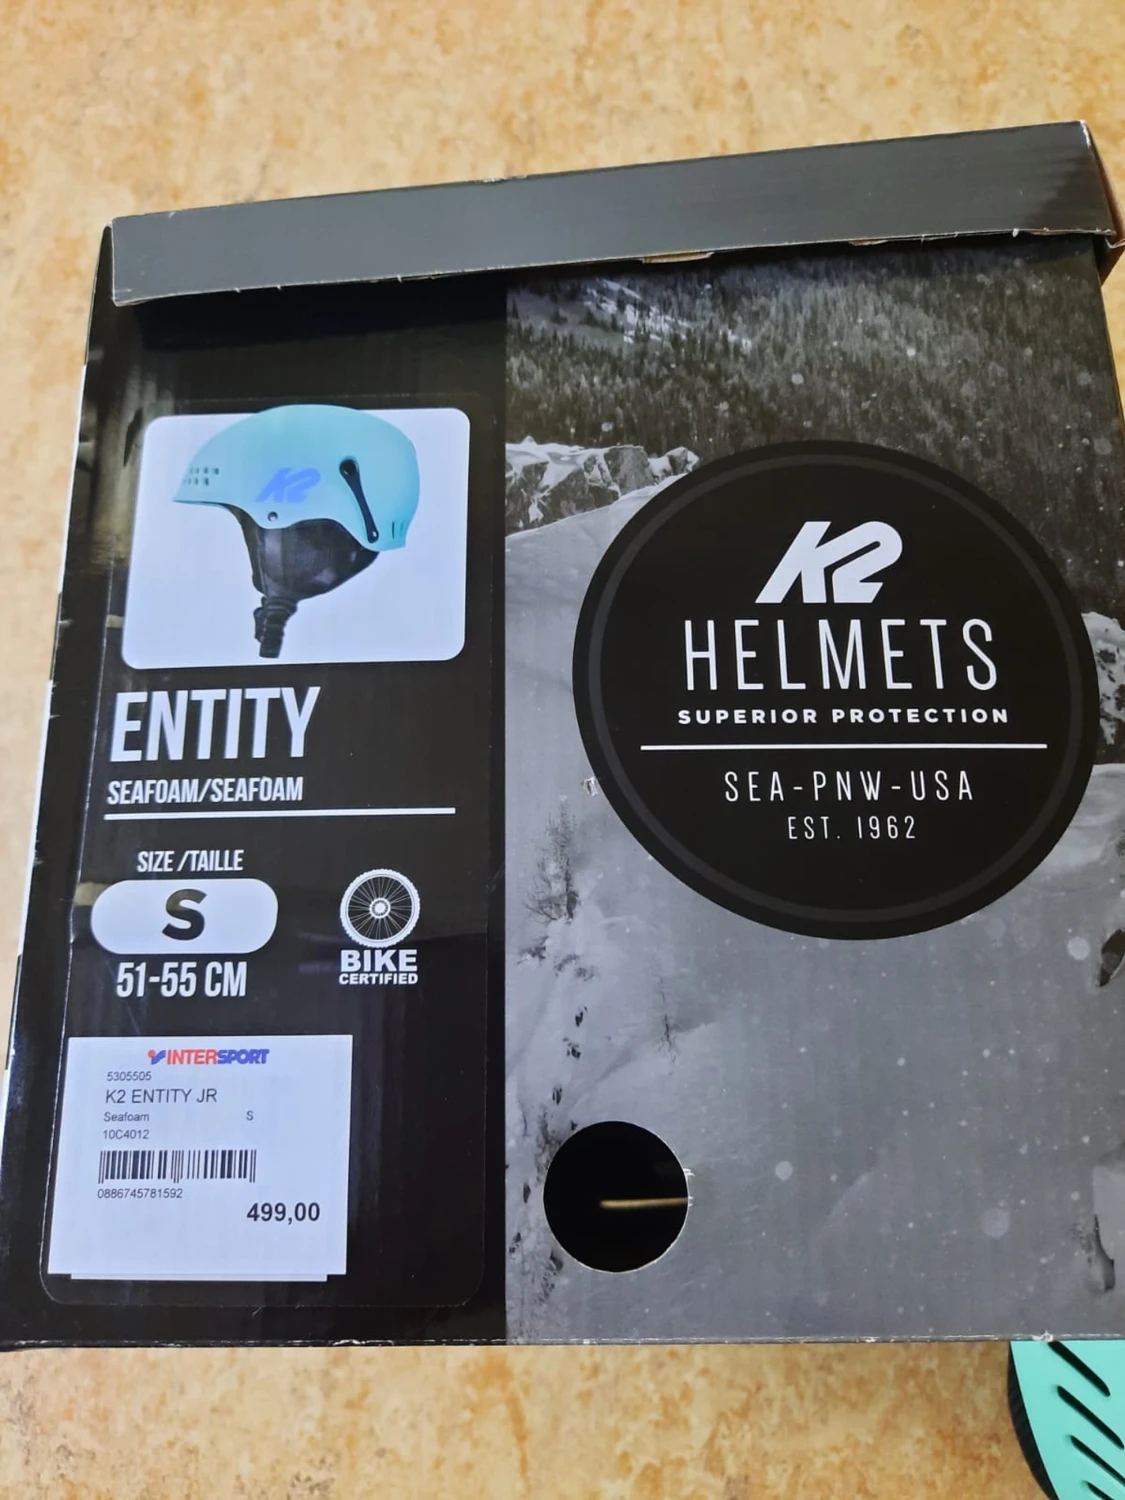 K2
ENTITY
SEAFOAM/SEAFOAM
SIZE /TAILLE
S
51-55 CM
BIKE
CERTIFIED
INTERSPORT
5305505
K2 ENTITY JR
Seafoam S
10C4012
0886745781592
499,00
K2
HELMETS
SUPERIOR PROTECTION
SEA-PNW-USA
EST. 1962